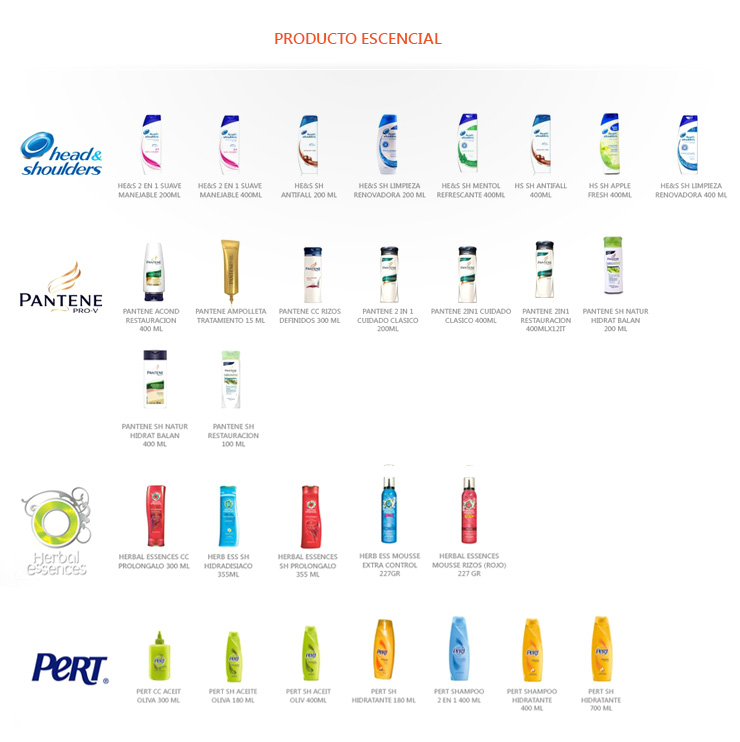 PRODUCTO ESCENCIAL
head&
shoulders
HE&S 2 EN 1 SUAVE
MANEJABLE 200ML
HE&S 2 EN 1 SUAVE
MANEJABLE 400ML
HE&S SH
ANTIFALL 200 ML
HE&S SH LIMPIEZA
RENOVADORA 200 ML
HE&S SH MENTOL
REFRESCANTE 400ML
HS SH ANTIFALL
400ML
HS SH APPLE
FRESH 400ML
HE&S SH LIMPIEZA
RENOVADORA 400 ML
PANTENE
PRO-V
PANTENE ACOND
RESTAURACION
400 ML
PANTENE AMPOLLETA
TRATAMIENTO 15 ML
PANTENE CC RIZOS
DEFINIDOS 300 ML
PANTENE 2 IN 1
CUIDADO CLASICO
200ML
PANTENE 2IN1 CUIDADO
CLASICO 400ML
PANTENE 2IN1
RESTAURACION
400MLX12IT
PANTENE SH NATUR
HIDRAT BALAN
200 ML
PANTENE SH NATUR
HIDRAT BALAN
400 ML
PANTENE SH
RESTAURACION
100 ML
Herbal
essences
HERBAL ESSENCES CC
PROLONGALO 300 ML
HERB ESS SH
HIDRADISIACO
355ML
HERBAL ESSENCES
SH PROLONGALO
355 ML
HERB ESS MOUSSE
EXTRA CONTROL
227GR
HERBAL ESSENCES
MOUSSE RIZOS (ROJO)
227 GR
PERT®
PERT CC ACEIT
OLIVA 300 ML
PERT SH ACEITE
OLIVA 180 ML
PERT SH ACEIT
OLIV 400ML
PERT SH
HIDRATANTE 180 ML
PERT SHAMPOO
2 EN 1 400 ML
PERT SHAMPOO
HIDRATANTE
400 ML
PERT SH
HIDRATANTE
700 ML